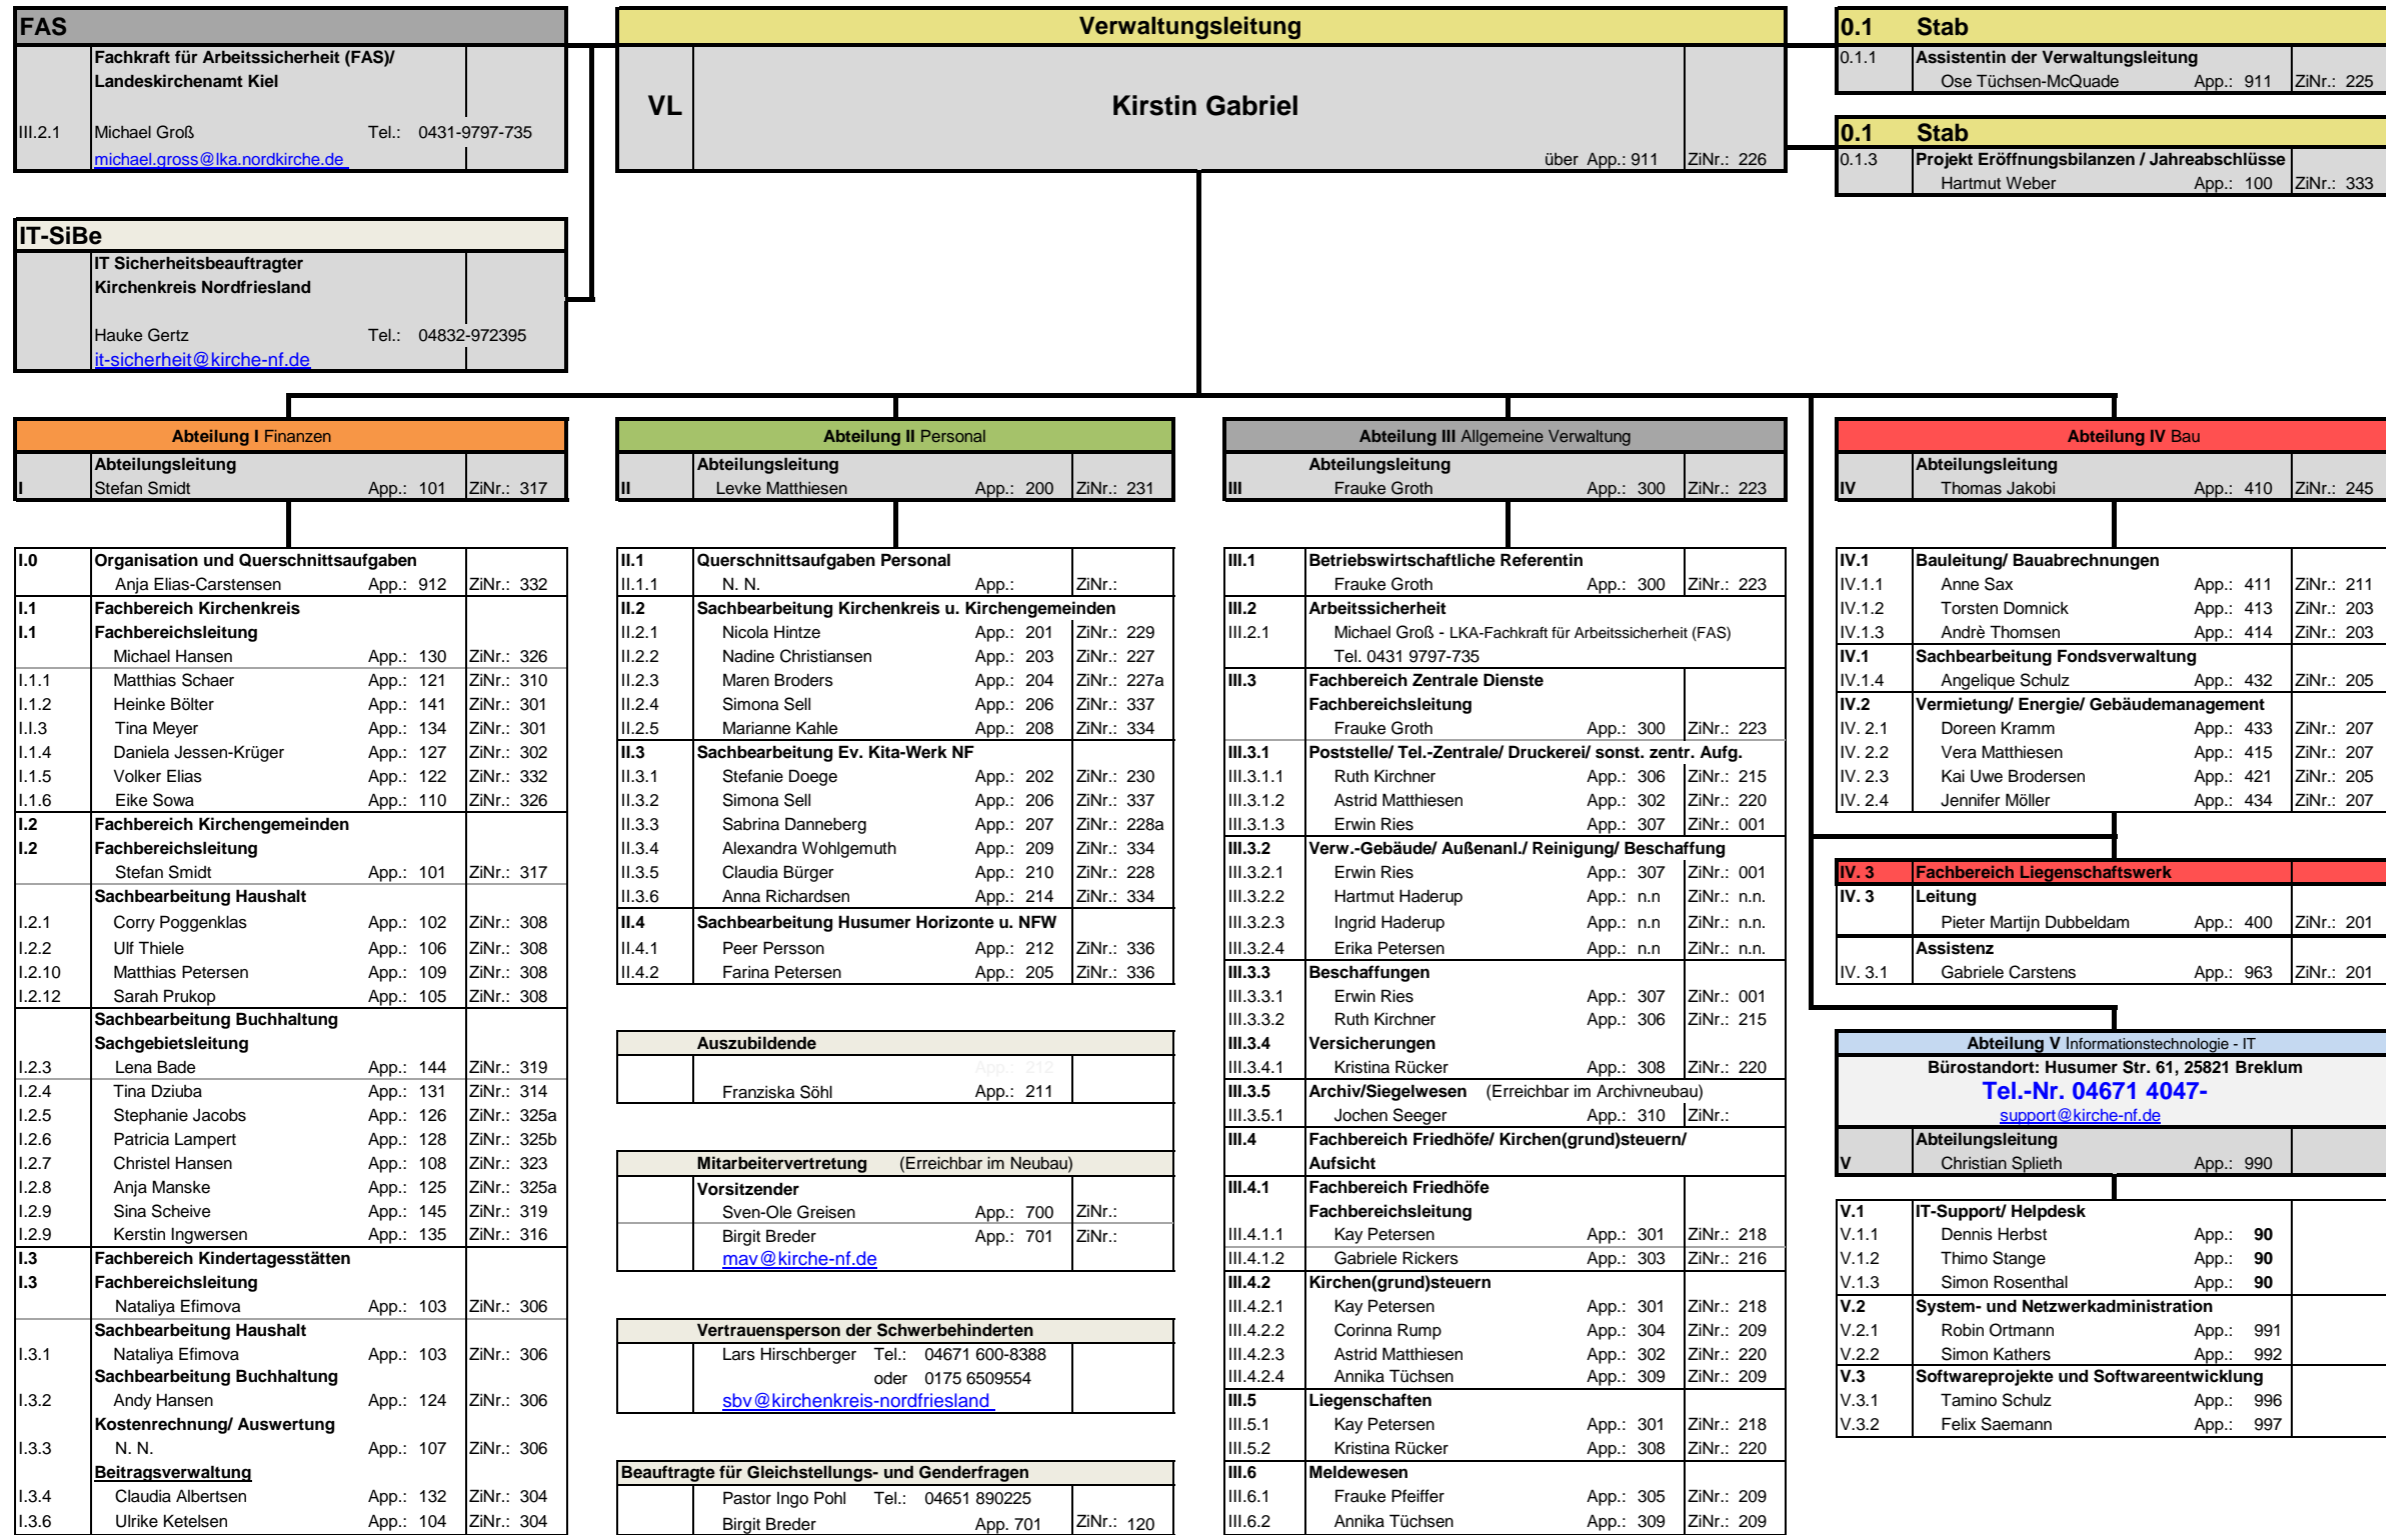 FAS
Fachkraft für Arbeitssicherheit (FAS)/
Landeskirchenamt Kiel
III.2.1 Michael Groß Tel.: 0431-9797-735
michael.gross@lka.nordkirche.de
Verwaltungsleitung
VL Kirstin Gabriel
über App.: 911 ZiNr.: 226
0.1 Stab
0.1.1 Assistentin der Verwaltungsleitung
Ose Tüchsen-McQuade App.: 911 ZiNr.: 225
0.1 Stab
0.1.3 Projekt Eröffnungsbilanzen / Jahreabschlüsse
Hartmut Weber App.: 100 ZiNr.: 333
IT-SiBe
IT Sicherheitsbeauftragter
Kirchenkreis Nordfriesland
Hauke Gertz Tel.: 04832-972395
it-sicherheit@kirche-nf.de
Abteilung I Finanzen
Abteilungsleitung
I Stefan Smidt App.: 101 ZiNr.: 317
I.0 Organisation und Querschnittsaufgaben
Anja Elias-Carstensen App.: 912 ZiNr.: 332
I.1 Fachbereich Kirchenkreis
I.1 Fachbereichsleitung
Michael Hansen App.: 130 ZiNr.: 326
I.1.1 Matthias Schaer App.: 121 ZiNr.: 310
I.1.2 Heinke Bölter App.: 141 ZiNr.: 301
I.I.3 Tina Meyer App.: 134 ZiNr.: 301
I.1.4 Daniela Jessen-Krüger App.: 127 ZiNr.: 302
I.1.5 Volker Elias App.: 122 ZiNr.: 332
I.1.6 Eike Sowa App.: 110 ZiNr.: 326
I.2 Fachbereich Kirchengemeinden
I.2 Fachbereichsleitung
Stefan Smidt App.: 101 ZiNr.: 317
Sachbearbeitung Haushalt
I.2.1 Corry Poggenklas App.: 102 ZiNr.: 308
I.2.2 Ulf Thiele App.: 106 ZiNr.: 308
I.2.10 Matthias Petersen App.: 109 ZiNr.: 308
I.2.12 Sarah Prukop App.: 105 ZiNr.: 308
Sachbearbeitung Buchhaltung
Sachgebietsleitung
I.2.3 Lena Bade App.: 144 ZiNr.: 319
I.2.4 Tina Dziuba App.: 131 ZiNr.: 314
I.2.5 Stephanie Jacobs App.: 126 ZiNr.: 325a
I.2.6 Patricia Lampert App.: 128 ZiNr.: 325b
I.2.7 Christel Hansen App.: 108 ZiNr.: 323
I.2.8 Anja Manske App.: 125 ZiNr.: 325a
I.2.9 Sina Scheive App.: 145 ZiNr.: 319
I.2.9 Kerstin Ingwersen App.: 135 ZiNr.: 316
I.3 Fachbereich Kindertagesstätten
I.3 Fachbereichsleitung
Nataliya Efimova App.: 103 ZiNr.: 306
Sachbearbeitung Haushalt
I.3.1 Nataliya Efimova App.: 103 ZiNr.: 306
Sachbearbeitung Buchhaltung
I.3.2 Andy Hansen App.: 124 ZiNr.: 306
Kostenrechnung/ Auswertung
I.3.3 N. N. App.: 107 ZiNr.: 306
Beitragsverwaltung
I.3.4 Claudia Albertsen App.: 132 ZiNr.: 304
I.3.6 Ulrike Ketelsen App.: 104 ZiNr.: 304
Abteilung II Personal
Abteilungsleitung
II Levke Matthiesen App.: 200 ZiNr.: 231
II.1 Querschnittsaufgaben Personal
II.1.1 N. N. App.: ZiNr.:
II.2 Sachbearbeitung Kirchenkreis u. Kirchengemeinden
II.2.1 Nicola Hintze App.: 201 ZiNr.: 229
II.2.2 Nadine Christiansen App.: 203 ZiNr.: 227
II.2.3 Maren Broders App.: 204 ZiNr.: 227a
II.2.4 Simona Sell App.: 206 ZiNr.: 337
II.2.5 Marianne Kahle App.: 208 ZiNr.: 334
II.3 Sachbearbeitung Ev. Kita-Werk NF
II.3.1 Stefanie Doege App.: 202 ZiNr.: 230
II.3.2 Simona Sell App.: 206 ZiNr.: 337
II.3.3 Sabrina Danneberg App.: 207 ZiNr.: 228a
II.3.4 Alexandra Wohlgemuth App.: 209 ZiNr.: 334
II.3.5 Claudia Bürger App.: 210 ZiNr.: 228
II.3.6 Anna Richardsen App.: 214 ZiNr.: 334
II.4 Sachbearbeitung Husumer Horizonte u. NFW
II.4.1 Peer Persson App.: 212 ZiNr.: 336
II.4.2 Farina Petersen App.: 205 ZiNr.: 336
Auszubildende
App.: 212
Franziska Söhl App.: 211
Mitarbeitervertretung (Erreichbar im Neubau)
Vorsitzender
Sven-Ole Greisen App.: 700 ZiNr.:
Birgit Breder App.: 701 ZiNr.:
mav@kirche-nf.de
Vertrauensperson der Schwerbehinderten
Lars Hirschberger Tel.: 04671 600-8388
oder 0175 6509554
sbv@kirchenkreis-nordfriesland
Beauftragte für Gleichstellungs- und Genderfragen
Pastor Ingo Pohl Tel.: 04651 890225
Birgit Breder App. 701 ZiNr.: 120
Abteilung III Allgemeine Verwaltung
Abteilungsleitung
III Frauke Groth App.: 300 ZiNr.: 223
III.1 Betriebswirtschaftliche Referentin
Frauke Groth App.: 300 ZiNr.: 223
III.2 Arbeitssicherheit
III.2.1 Michael Groß - LKA-Fachkraft für Arbeitssicherheit (FAS)
Tel. 0431 9797-735
III.3 Fachbereich Zentrale Dienste
Fachbereichsleitung
Frauke Groth App.: 300 ZiNr.: 223
III.3.1 Poststelle/ Tel.-Zentrale/ Druckerei/ sonst. zentr. Aufg.
III.3.1.1 Ruth Kirchner App.: 306 ZiNr.: 215
III.3.1.2 Astrid Matthiesen App.: 302 ZiNr.: 220
III.3.1.3 Erwin Ries App.: 307 ZiNr.: 001
III.3.2 Verw.-Gebäude/ Außenanl./ Reinigung/ Beschaffung
III.3.2.1 Erwin Ries App.: 307 ZiNr.: 001
III.3.2.2 Hartmut Haderup App.: n.n ZiNr.: n.n.
III.3.2.3 Ingrid Haderup App.: n.n ZiNr.: n.n.
III.3.2.4 Erika Petersen App.: n.n ZiNr.: n.n.
III.3.3 Beschaffungen
III.3.3.1 Erwin Ries App.: 307 ZiNr.: 001
III.3.3.2 Ruth Kirchner App.: 306 ZiNr.: 215
III.3.4 Versicherungen
III.3.4.1 Kristina Rücker App.: 308 ZiNr.: 220
III.3.5 Archiv/Siegelwesen (Erreichbar im Archivneubau)
III.3.5.1 Jochen Seeger App.: 310 ZiNr.:
III.4 Fachbereich Friedhöfe/ Kirchen(grund)steuern/
Aufsicht
III.4.1 Fachbereich Friedhöfe
Fachbereichsleitung
III.4.1.1 Kay Petersen App.: 301 ZiNr.: 218
III.4.1.2 Gabriele Rickers App.: 303 ZiNr.: 216
III.4.2 Kirchen(grund)steuern
III.4.2.1 Kay Petersen App.: 301 ZiNr.: 218
III.4.2.2 Corinna Rump App.: 304 ZiNr.: 209
III.4.2.3 Astrid Matthiesen App.: 302 ZiNr.: 220
III.4.2.4 Annika Tüchsen App.: 309 ZiNr.: 209
III.5 Liegenschaften
III.5.1 Kay Petersen App.: 301 ZiNr.: 218
III.5.2 Kristina Rücker App.: 308 ZiNr.: 220
III.6 Meldewesen
III.6.1 Frauke Pfeiffer App.: 305 ZiNr.: 209
III.6.2 Annika Tüchsen App.: 309 ZiNr.: 209
Abteilung IV Bau
Abteilungsleitung
IV Thomas Jakobi App.: 410 ZiNr.: 245
IV.1 Bauleitung/ Bauabrechnungen
IV.1.1 Anne Sax App.: 411 ZiNr.: 211
IV.1.2 Torsten Domnick App.: 413 ZiNr.: 203
IV.1.3 Andrè Thomsen App.: 414 ZiNr.: 203
IV.1 Sachbearbeitung Fondsverwaltung
IV.1.4 Angelique Schulz App.: 432 ZiNr.: 205
IV.2 Vermietung/ Energie/ Gebäudemanagement
IV. 2.1 Doreen Kramm App.: 433 ZiNr.: 207
IV. 2.2 Vera Matthiesen App.: 415 ZiNr.: 207
IV. 2.3 Kai Uwe Brodersen App.: 421 ZiNr.: 205
IV. 2.4 Jennifer Möller App.: 434 ZiNr.: 207
IV. 3 Fachbereich Liegenschaftswerk
IV. 3 Leitung
Pieter Martijn Dubbeldam App.: 400 ZiNr.: 201
Assistenz
IV. 3.1 Gabriele Carstens App.: 963 ZiNr.: 201
Abteilung V Informationstechnologie - IT
Bürostandort: Husumer Str. 61, 25821 Breklum
Tel.-Nr. 04671 4047-
support@kirche-nf.de
Abteilungsleitung
V Christian Splieth App.: 990
V.1 IT-Support/ Helpdesk
V.1.1 Dennis Herbst App.: 90
V.1.2 Thimo Stange App.: 90
V.1.3 Simon Rosenthal App.: 90
V.2 System- und Netzwerkadministration
V.2.1 Robin Ortmann App.: 991
V.2.2 Simon Kathers App.: 992
V.3 Softwareprojekte und Softwareentwicklung
V.3.1 Tamino Schulz App.: 996
V.3.2 Felix Saemann App.: 997